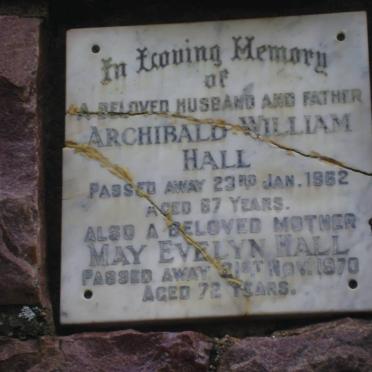 In Loving Memory
of
A BELOVED HUSBAND AND FATHER
ARCHIBALD WILLIAM
HALL
PASSED AWAY 23RD JAN. 1962
AGED 67 YEARS.
ALSO A BELOVED MOTHER
MAY EVELYN HALL
PASSED AWAY 21ST NOV. 1970
AGED 72 YEARS.